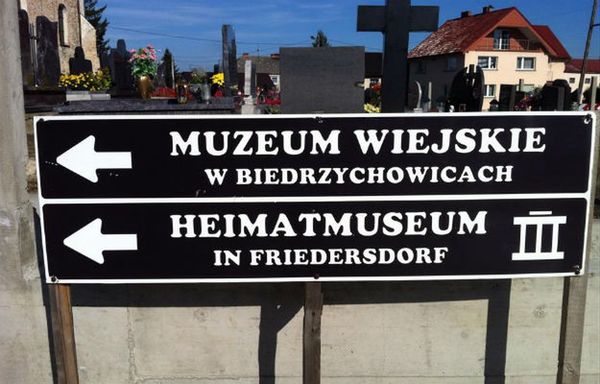 MUZEUM WIEJSKIE
W BIEDRZYCHOWICACH
HEIMATMUSEUM
IN FRIEDERSDORF